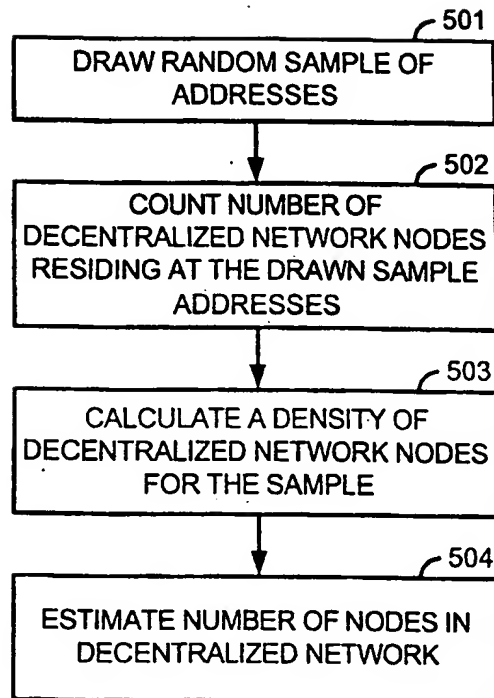 501
DRAW RANDOM SAMPLE OF
ADDRESSES
502
COUNT NUMBER OF
DECENTRALIZED NETWORK NODES
RESIDING AT THE DRAWN SAMPLE
ADDRESSES
503
CALCULATE A DENSITY OF
DECENTRALIZED NETWORK NODES
FOR THE SAMPLE
504
ESTIMATE NUMBER OF NODES IN
DECENTRALIZED NETWORK